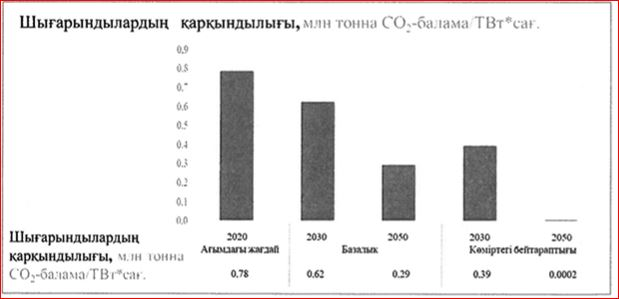 Шығарындылардың қарқындылығы, млн тонна CO₂-балама/ТВт*сағ.
0,9
0,8
0,7
0,6
0,5
0,4
0,3
0,2
0,1
0,0
2020 2030 2050 2030 2050
Ағымдағы жағдай Базалық Көміртегі бейтараптығы
Шығарындылардың
қарқындылығы, млн тонна
CO₂-балама/ТВт*сағ.
0.78 0.62 0.29 0.39 0.0002